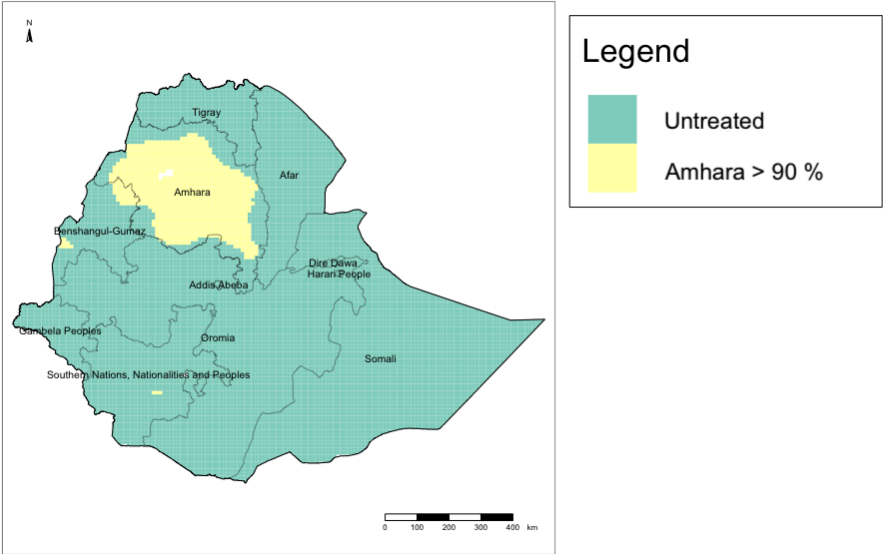 N
Tigray
Afar
Amhara
Benshangul-Gumaz
Dire Dawa
Harari People
Addis Abeba
Gambela Peoples
Oromia
Somali
Southern Nations, Nationalities and Peoples
0 100 200 300 400 km
Legend
Untreated
Amhara > 90 %